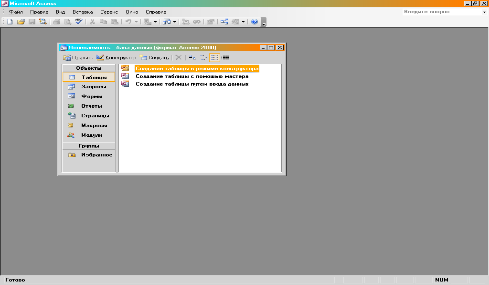 Microsoft Access
Файл Правка Вид Вставка Сервис Окно Справка
Введите вопрос
База данных (формат Access 2000)
Открыть Конструктор Создать
Объекты
Таблицы
Запросы
Формы
Отчеты
Страницы
Макросы
Модули
Группы
Избранное
Создание таблицы в режиме конструктора
Создание таблицы с помощью мастера
Создание таблицы путем ввода данных
Готово
NUM